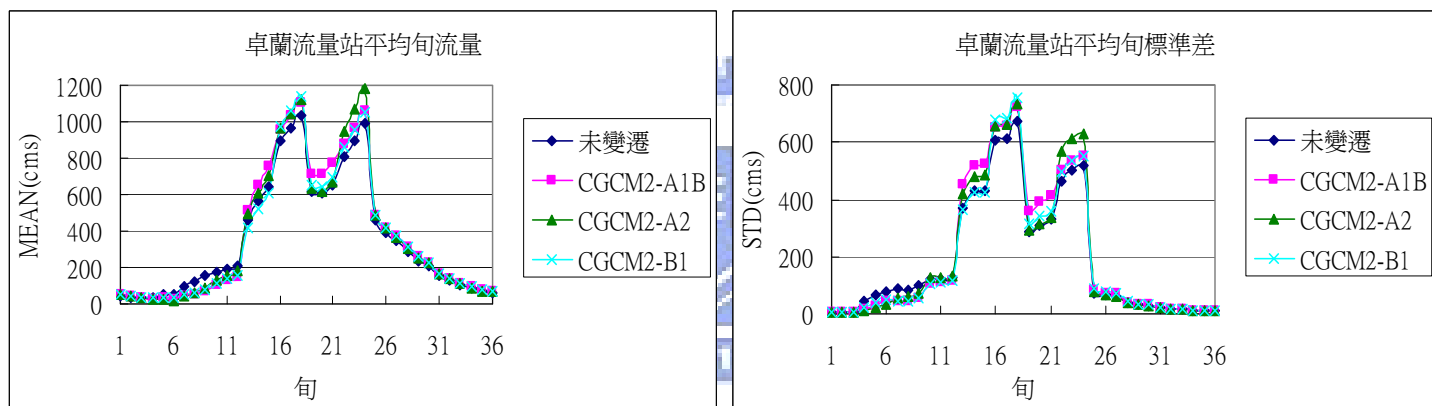 卓蘭流量站平均旬流量
MEAN(cms)
1200
1000
800
600
400
200
0
1 6 11 16 21 26 31 36
旬
未變遷
CGCM2-A1B
CGCM2-A2
CGCM2-B1
卓蘭流量站平均旬標準差
STD(cms)
800
600
400
200
0
1 6 11 16 21 26 31 36
旬
未變遷
CGCM2-A1B
CGCM2-A2
CGCM2-B1